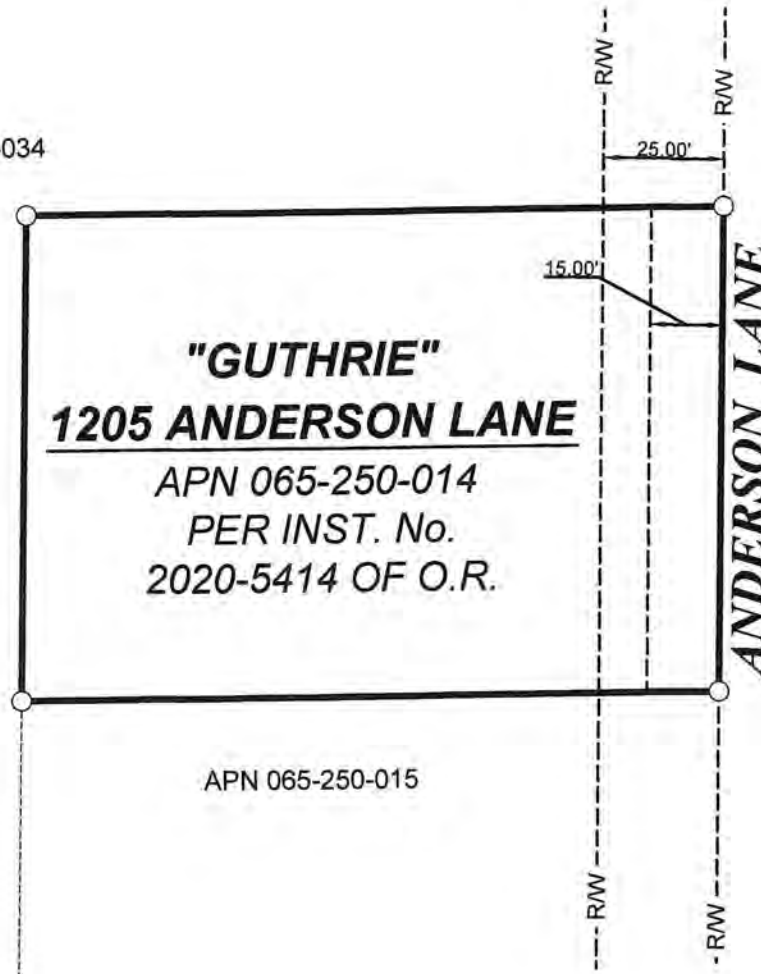 R/W
R/W
034
25.00'
15.00'
"GUTHRIE"
1205 ANDERSON LANE
APN 065-250-014
PER INST. No.
2020-5414 OF O.R.
ANDERSON LANE
APN 065-250-015
R/W
R/W